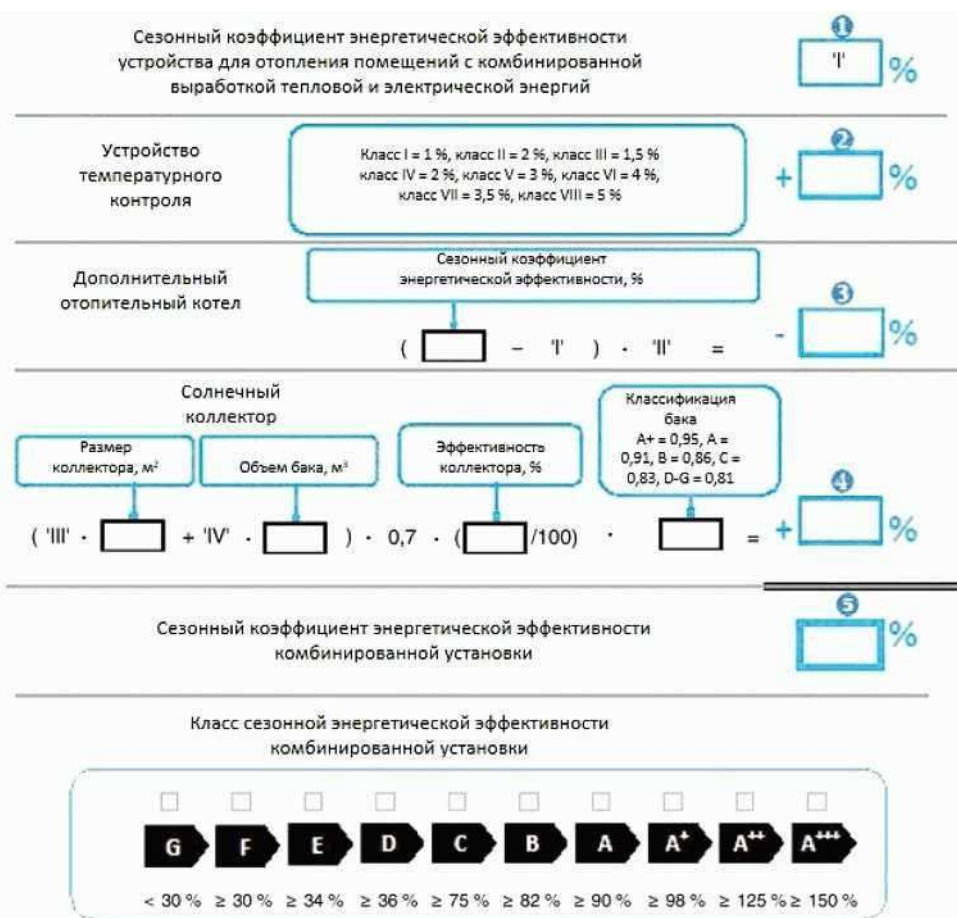 Сезонный коэффициент энергетической эффективности
устройства для отопления помещений с комбинированной
выработкой тепловой и электрической энергий
1
'I'
%
Устройство
температурного
контроля
Класс I = 1 %, класс II = 2 %, класс III = 1,5 %
класс IV = 2 %, класс V = 3 %, класс VI = 4 %,
класс VII = 3,5 %, класс VIII = 5 %
2
+ %
Дополнительный
отопительный котел
Сезонный коэффициент
энергетической эффективности, %
3
( – 'I' ) · 'II' = - %
Солнечный
коллектор
Размер
коллектора, м²
Объем бака, м³
Эффективность
коллектора, %
Классификация
бака
A+ = 0,95, A =
0,91, B = 0,86, C =
0,83, D-G = 0,81
4
( 'III' · + 'IV' · ) · 0,7 · ( /100) · = + %
5
Сезонный коэффициент энергетической эффективности
комбинированной установки
%
Класс сезонной энергетической эффективности
комбинированной установки
G F E D C B A A+ A++ A+++
< 30 % ≥ 30 % ≥ 34 % ≥ 36 % ≥ 75 % ≥ 82 % ≥ 90 % ≥ 98 % ≥ 125 % ≥ 150 %